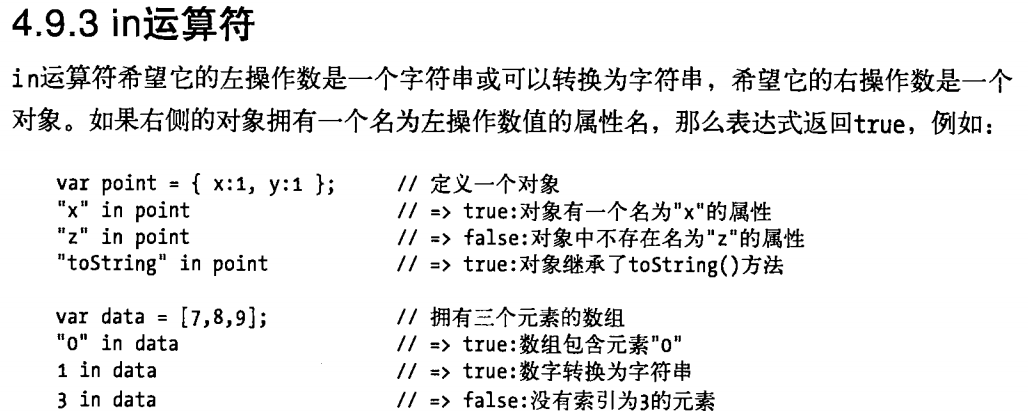 4.9.3 in运算符
in运算符希望它的左操作数是一个字符串或可以转换为字符串，希望它的右操作数是一个
对象。如果右侧的对象拥有一个名为左操作数值的属性名，那么表达式返回true，例如：
var point = { x:1, y:1 }; // 定义一个对象
"x" in point // => true:对象有一个名为"x"的属性
"z" in point // => false:对象中不存在名为"z"的属性
"toString" in point // => true:对象继承了toString()方法
var data = [7,8,9]; // 拥有三个元素的数组
"0" in data // => true:数组包含元素"0"
1 in data // => true:数字转换为字符串
3 in data // => false:没有索引为3的元素